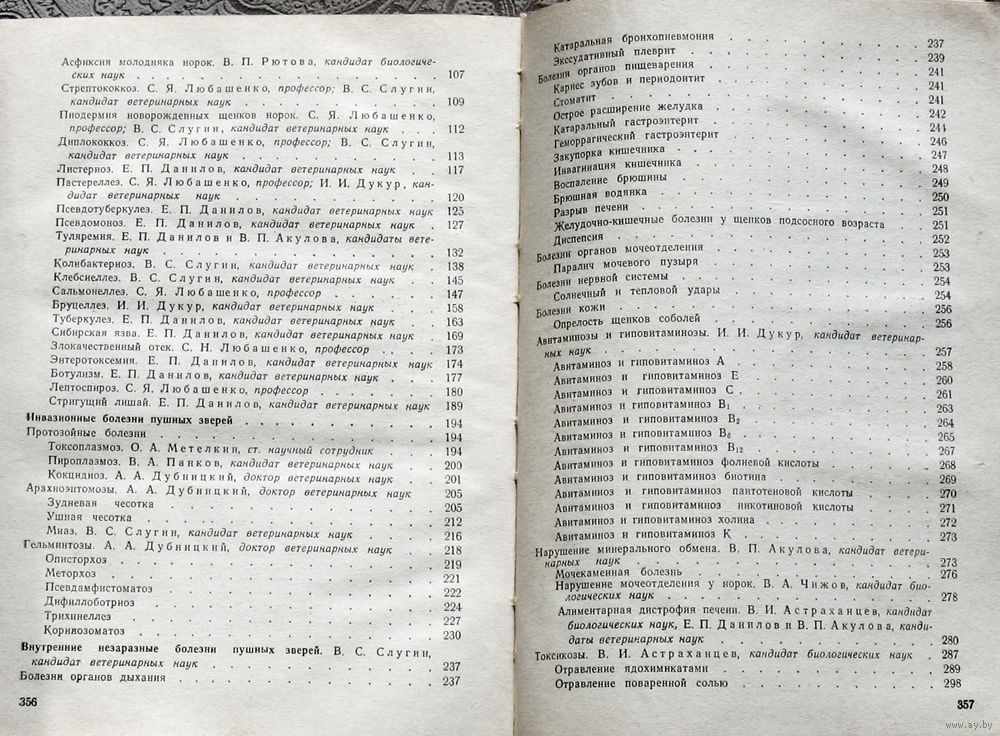 Асфиксия молодняка норок. В. П. Рютова, кандидат биологиче-
ских наук . . . 107
Стрептококкоз. С. Я. Любашенко, профессор; В. С. Слугин,
кандидат ветеринарных наук . . . 109
Пиодермия новорожденных щенков норок. С. Я. Любашенко,
профессор; В. С. Слугин, кандидат ветеринарных наук . . . 112
Диплококкоз. С. Я. Любашенко, профессор; В. С. Слугин,
кандидат ветеринарных наук . . . 113
Листериоз. Е. П. Данилов, кандидат ветеринарных наук . . . 117
Пастереллез. С. Я. Любашенко, профессор; И. И. Дукур, кан-
дидат ветеринарных наук . . . 120
Псевдотуберкулез. Е. П. Данилов, кандидат ветеринарных наук 125
Псевдомоноз. Е. П. Данилов, кандидат ветеринарных наук . 127
Туляремия. Е. П. Данилов и В. П. Акулова, кандидаты вете-
ринарных наук . . . 132
Колибактериоз. В. С. Слугин, кандидат ветеринарных наук . 138
Клебсиеллез. В. С. Слугин, кандидат ветеринарных наук . . 145
Сальмонеллез. С. Я. Любашенко, профессор . . . 147
Бруцеллез. И. И. Дукур, кандидат ветеринарных наук . . . 158
Туберкулез. Е. П. Данилов, кандидат ветеринарных наук . . 163
Сибирская язва. Е. П. Данилов, кандидат ветеринарных наук 169
Злокачественный отек. С. Н. Любашенко, профессор . . . 173
Энтеротоксемия. Е. П. Данилов, кандидат ветеринарных наук 174
Ботулизм. Е. П. Данилов, кандидат ветеринарных наук . . 177
Лептоспироз. С. Я. Любашенко, профессор . . . 180
Стригущий лишай. Е. П. Данилов, кандидат ветеринарных наук 189
Инвазионные болезни пушных зверей . . . 194
Протозойные болезни . . . 194
Токсоплазмоз. О. А. Метелкин, ст. научный сотрудник . . . 194
Пироплазмоз. В. А. Панков, кандидат ветеринарных наук . . 200
Кокцидиоз. А. А. Дубницкий, доктор ветеринарных наук . . 201
Арахноэнтомозы. А. А. Дубницкий, доктор ветеринарных наук . . 205
Зудневая чесотка . . . 205
Ушная чесотка . . . 212
Миаз. В. С. Слугин, кандидат ветеринарных наук . . . 216
Гельминтозы. А. А. Дубницкий, доктор ветеринарных наук . . . 218
Описторхоз . . . 219
Меторхоз . . . 221
Псевдамфистоматоз . . . 222
Дифиллоботриоз . . . 224
Трихинеллез . . . 227
Коринозоматоз . . . 230
Внутренние незаразные болезни пушных зверей. В. С. Слугин,
кандидат ветеринарных наук . . . 237
Болезни органов дыхания . . . 237
356
Катаральная бронхопневмония . . . 237
Экссудативный плеврит . . . 239
Болезни органов пищеварения . . . 241
Кариес зубов и периодонтит . . . 241
Стоматит . . . 241
Острое расширение желудка . . . 242
Катаральный гастроэнтерит . . . 244
Геморрагический гастроэнтерит . . . 246
Закупорка кишечника . . . 247
Инвагинация кишечника . . . 248
Воспаление брюшины . . . 249
Брюшная водянка . . . 250
Разрыв печени . . . 251
Желудочно-кишечные болезни у щенков подсосного возраста . 251
Диспепсия . . . 252
Болезни органов мочеотделения . . . 253
Паралич мочевого пузыря . . . 253
Болезни нервной системы . . . 254
Солнечный и тепловой удары . . . 254
Болезни кожи . . . 256
Опрелость щенков соболей . . . 256
Авитаминозы и гиповитаминозы. И. И. Дукур, кандидат ветеринар-
ных наук . . . 257
Авитаминоз и гиповитаминоз A . . . 258
Авитаминоз и гиповитаминоз E . . . 260
Авитаминоз и гиповитаминоз C . . . 261
Авитаминоз и гиповитаминоз B₁ . . . 263
Авитаминоз и гиповитаминоз B₂ . . . 264
Авитаминоз и гиповитаминоз B₆ . . . 265
Авитаминоз и гиповитаминоз B₁₂ . . . 267
Авитаминоз и гиповитаминоз фолиевой кислоты . . . 268
Авитаминоз и гиповитаминоз биотина . . . 269
Авитаминоз и гиповитаминоз пантотеновой кислоты . . . 270
Авитаминоз и гиповитаминоз никотиновой кислоты . . . 271
Авитаминоз и гиповитаминоз холина . . . 272
Авитаминоз и гиповитаминоз K . . . 273
Нарушение минерального обмена. В. П. Акулова, кандидат ветери-
нарных наук . . . 273
Мочекаменная болезнь . . . 276
Нарушение мочеотделения у норок. В. А. Чижов, кандидат био-
логических наук . . . 278
Алиментарная дистрофия печени. В. И. Астраханцев, кандидат
биологических наук, Е. П. Данилов и В. П. Акулова, канди-
даты ветеринарных наук . . . 280
Токсикозы. В. И. Астраханцев, кандидат биологических наук . 287
Отравление ядохимикатами . . . 289
Отравление поваренной солью . . . 298
357
www.ay.by